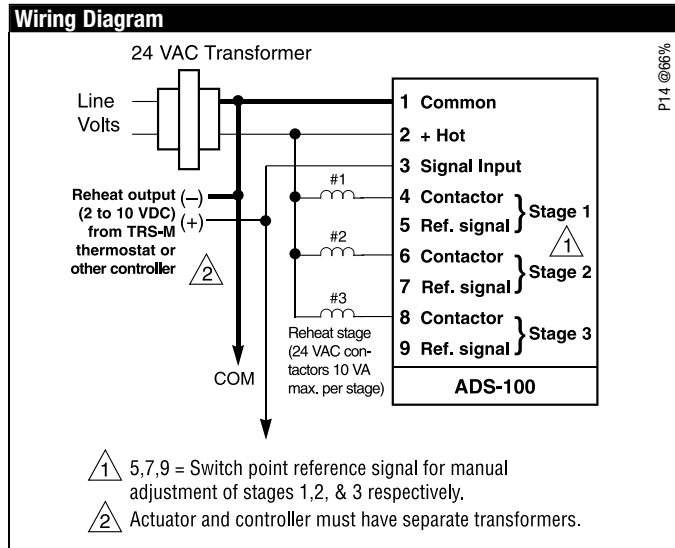 Wiring Diagram
24 VAC Transformer
P14 @66%
Line
Volts
1 Common
2 + Hot
3 Signal Input
4 Contactor
5 Ref. signal
Stage 1
1
6 Contactor
7 Ref. signal
Stage 2
8 Contactor
9 Ref. signal
Stage 3
ADS-100
#1
#2
#3
Reheat output (–)
(2 to 10 VDC) (+)
from TRS-M
thermostat or
other controller
2
Reheat stage
(24 VAC con-
tactors 10 VA
max. per stage)
COM
1 5,7,9 = Switch point reference signal for manual
adjustment of stages 1,2, & 3 respectively.
2 Actuator and controller must have separate transformers.